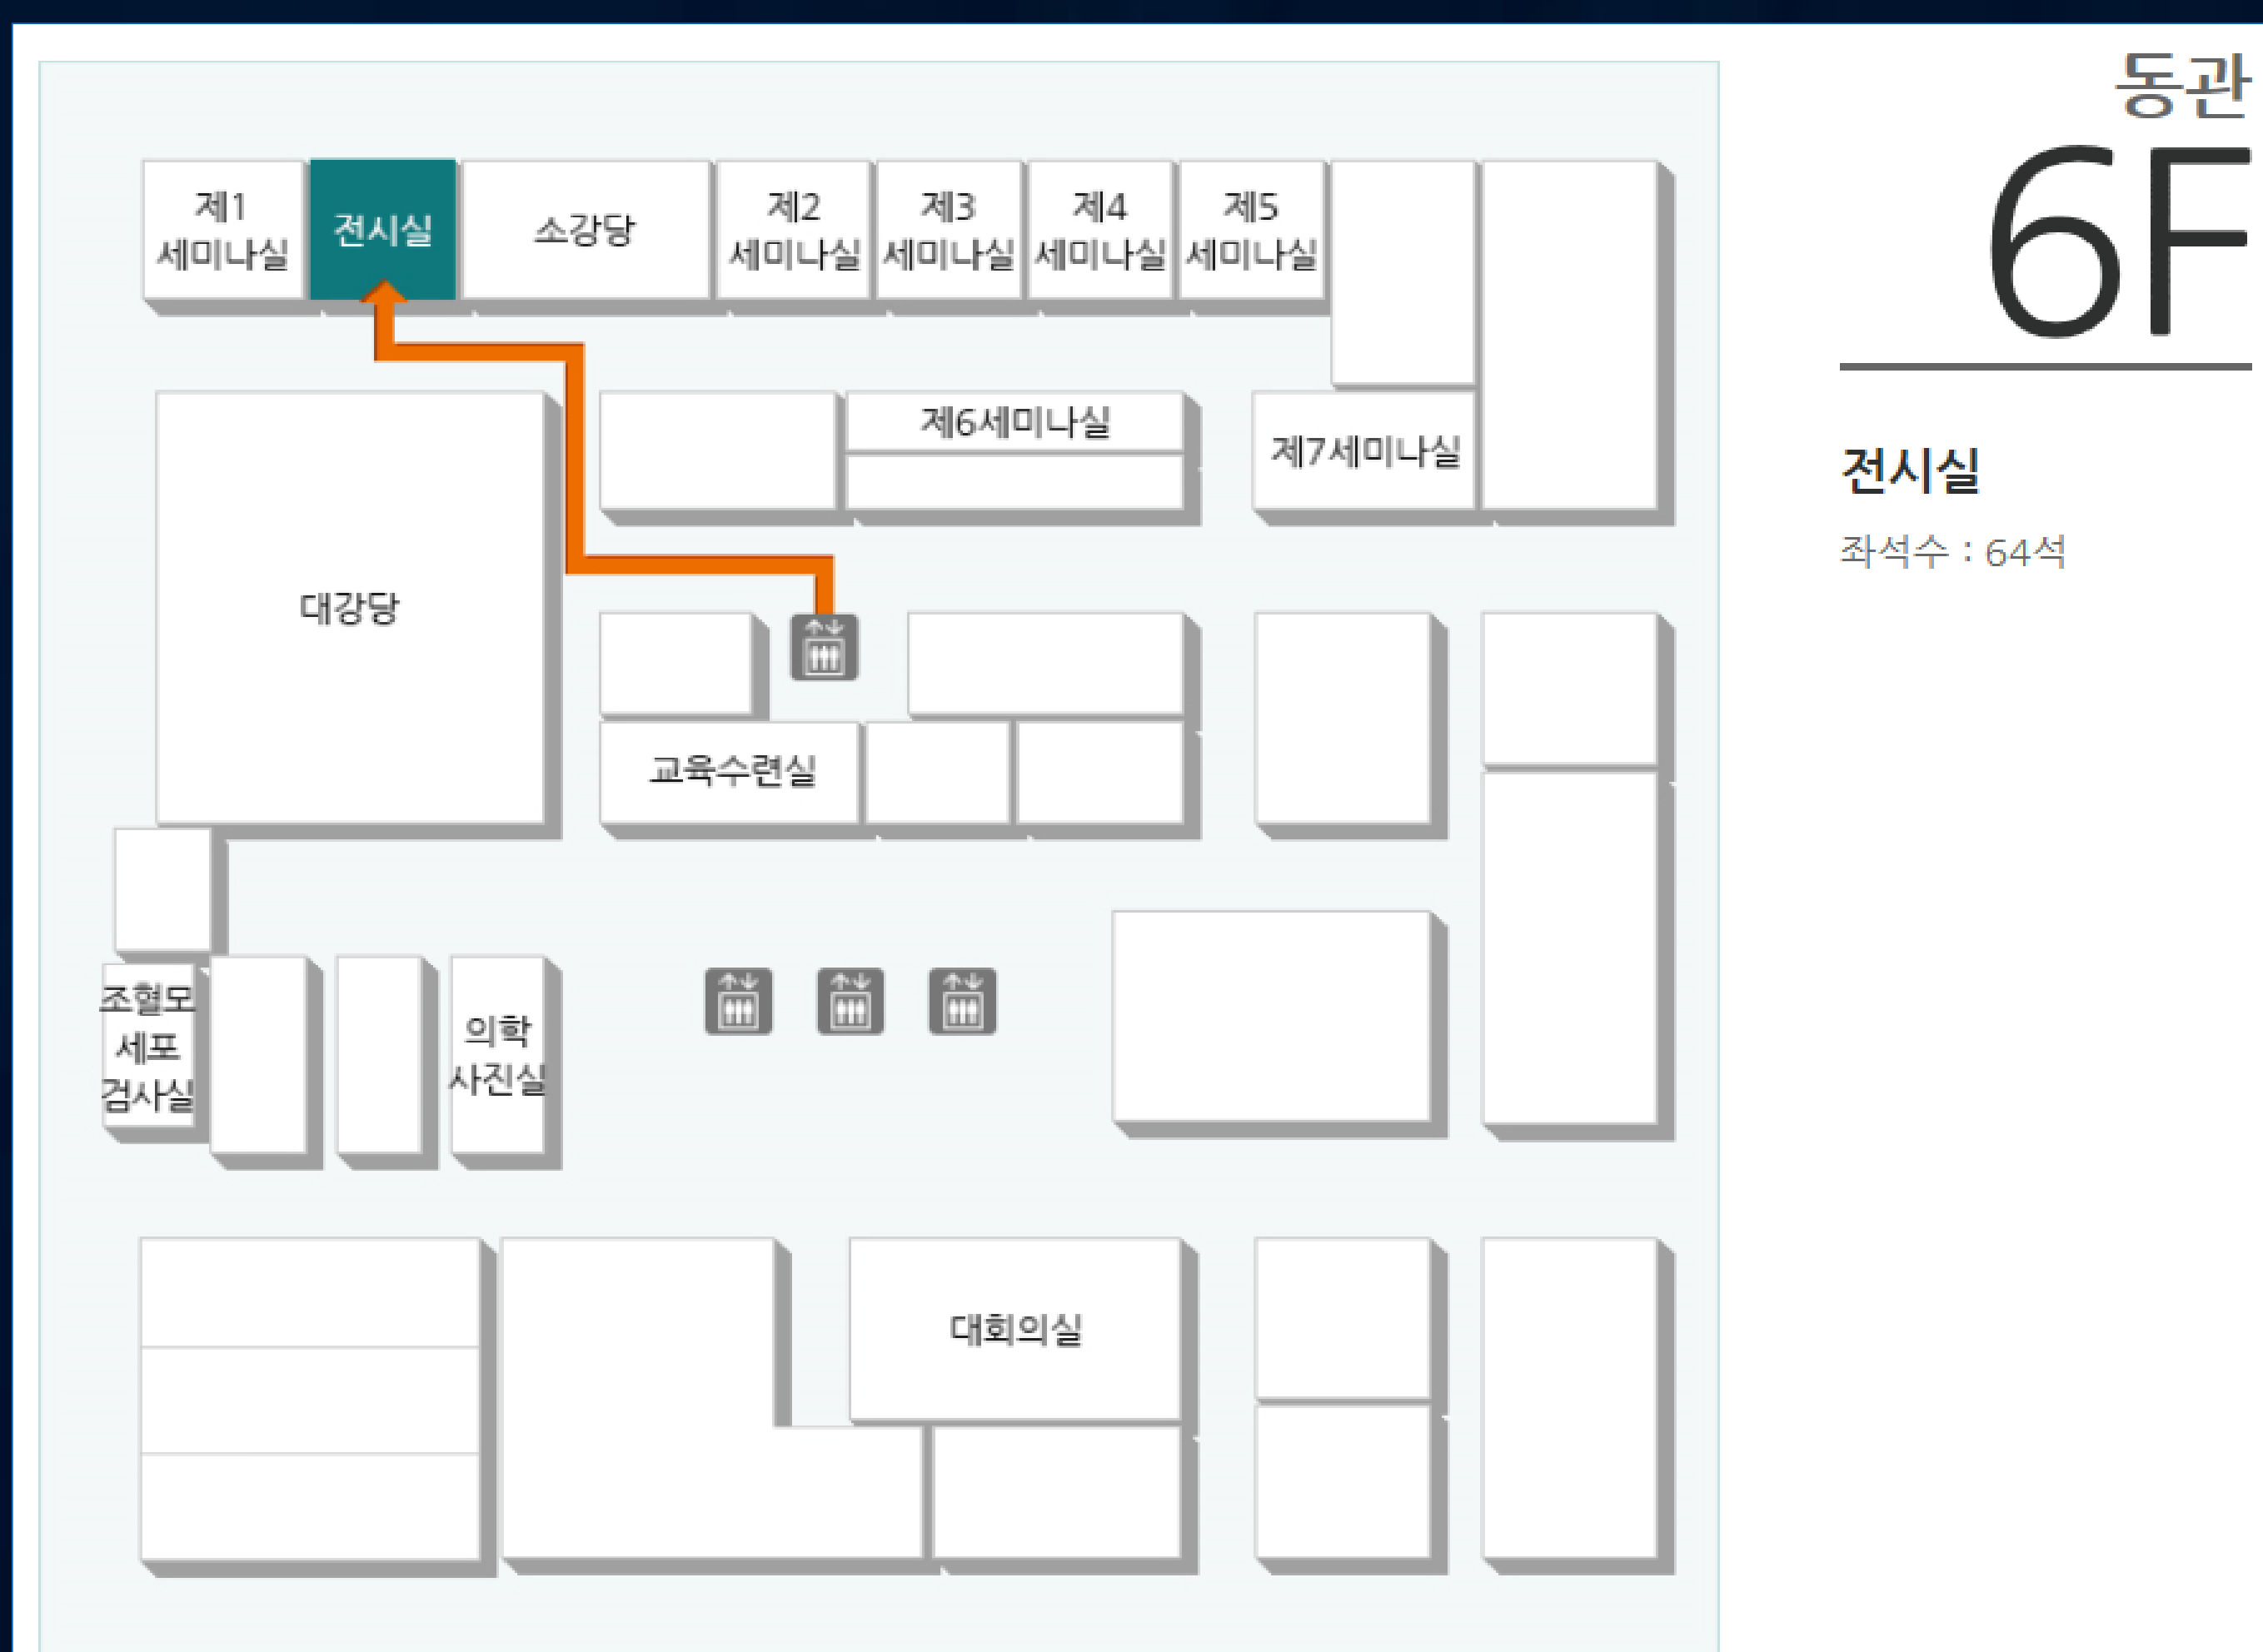 동관
6F
전시실
좌석수 : 64석
제1
세미나실
전시실
소강당
제2
세미나실
제3
세미나실
제4
세미나실
제5
세미나실
제6세미나실
제7세미나실
대강당
교육수련실
조혈모
세포
검사실
의학
사진실
대회의실